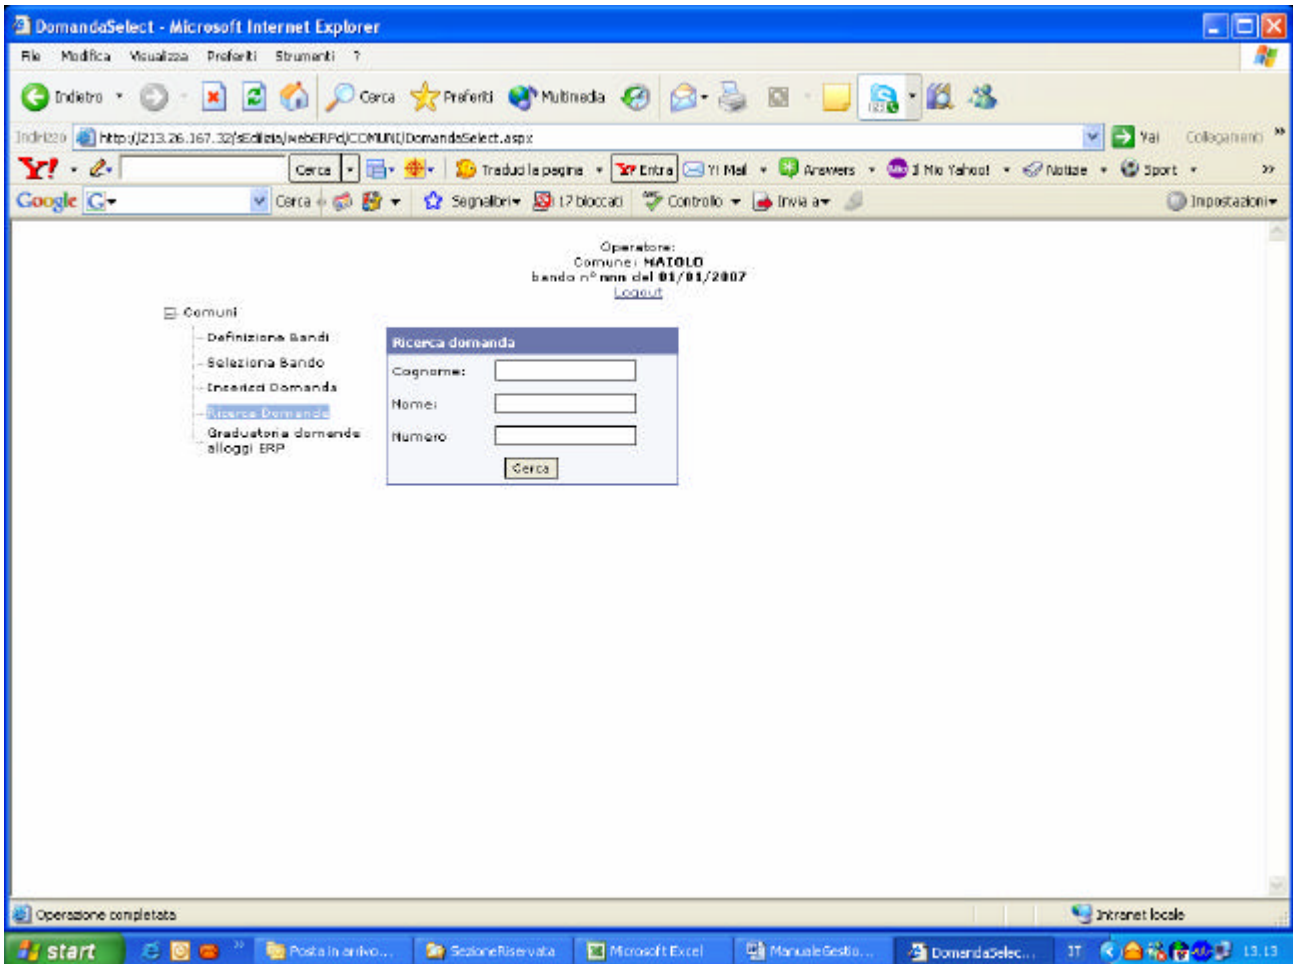 DomandaSelect - Microsoft Internet Explorer
File Modifica Visualizza Preferiti Strumenti ?
Indietro Cerca Preferiti Multimedia
Indirizzo http://213.26.167.32/sEdilizia/webERPd/COMUNI/DomandaSelect.aspx Vai Collegamenti »
Y! Cerca Traduci la pagina Entra Y! Mail Answers Il Mio Yahoo! Notizie Sport »
Google G Cerca Segnalibri 17 bloccati Controllo Invia a Impostazioni
Operatore:
Comune: MAIOLO
bando n° nnn del 01/01/2007
Logout
Comuni
Definizione Bandi
Seleziona Bando
Inserisci Domanda
Ricerca Domanda
Graduatoria domande
alloggi ERP
Ricerca domanda
Cognome:
Nome:
Numero
Cerca
Operazione completata Intranet locale
start » Posta in arrivo... SezioneRiservata Microsoft Excel ManualeGestio... DomandaSelec... IT 13.13